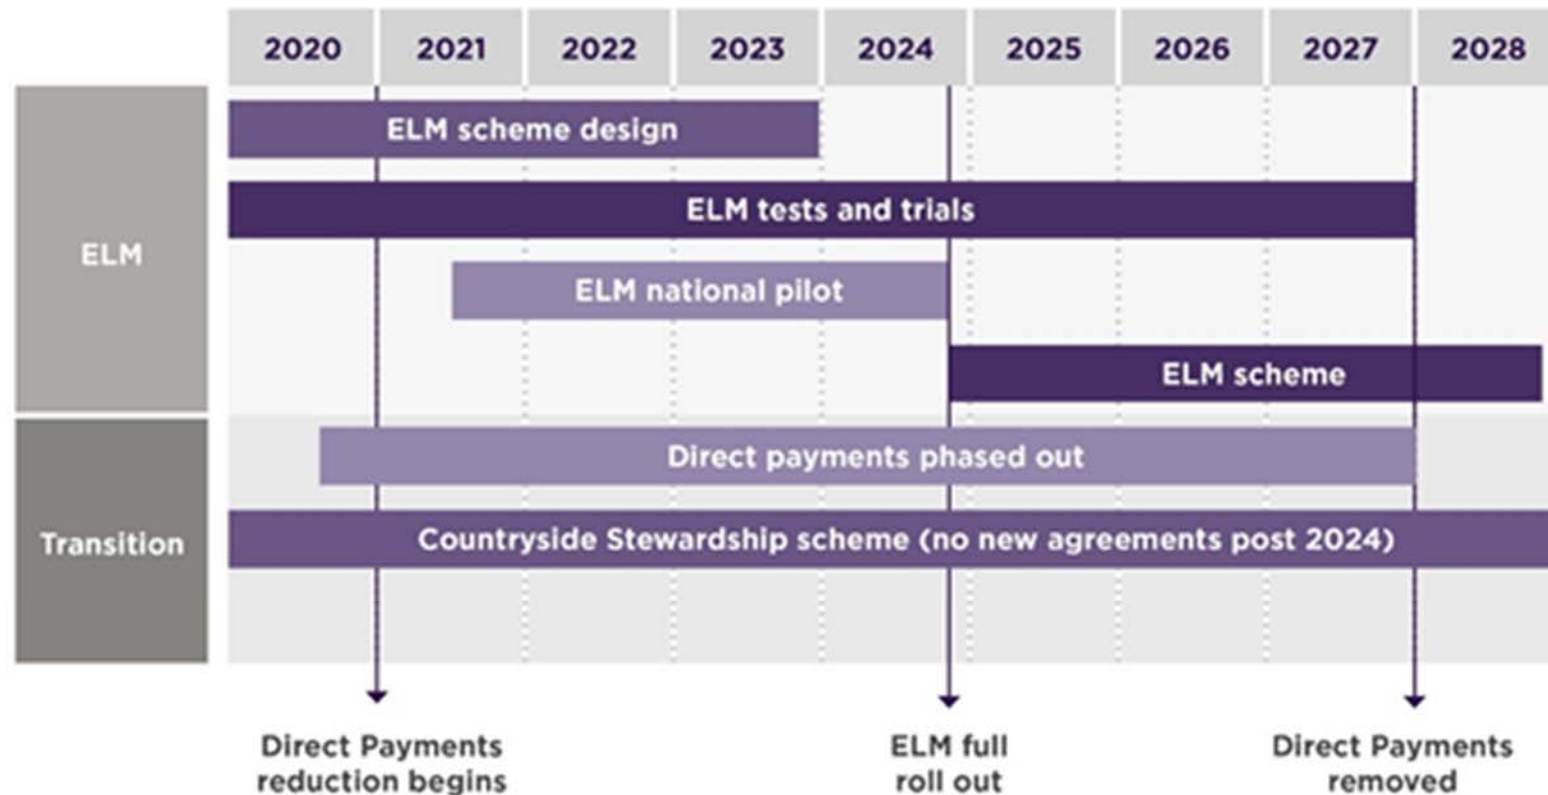 2020 2021 2022 2023 2024 2025 2026 2027 2028
ELM
ELM scheme design
ELM tests and trials
ELM national pilot
ELM scheme
Transition
Direct payments phased out
Countryside Stewardship scheme (no new agreements post 2024)
Direct Payments
reduction begins
ELM full
roll out
Direct Payments
removed